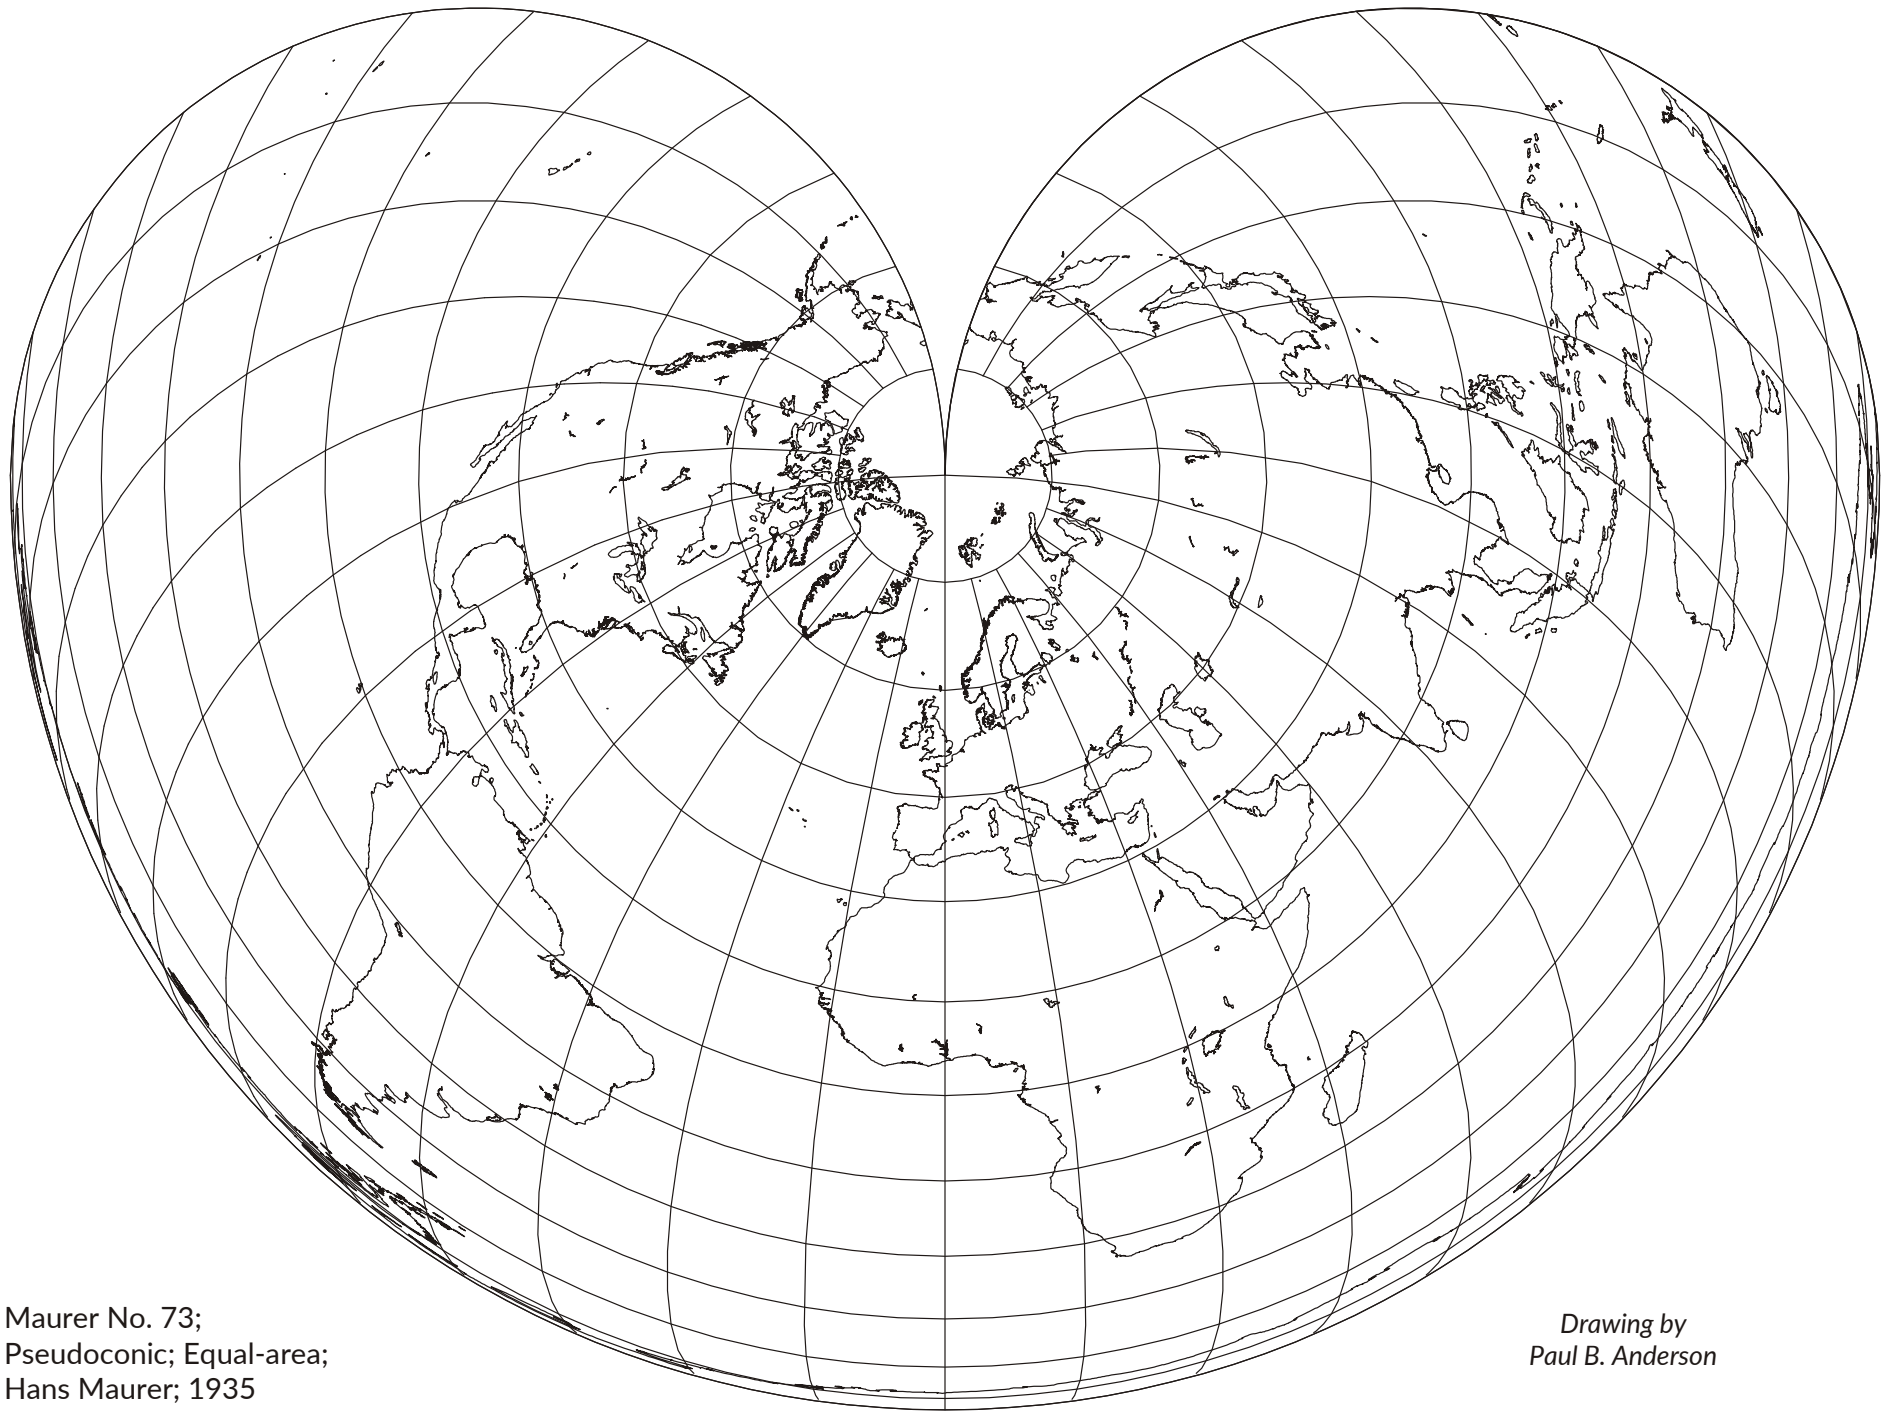 Maurer No. 73;
Pseudoconic; Equal-area;
Hans Maurer; 1935
Drawing by
Paul B. Anderson